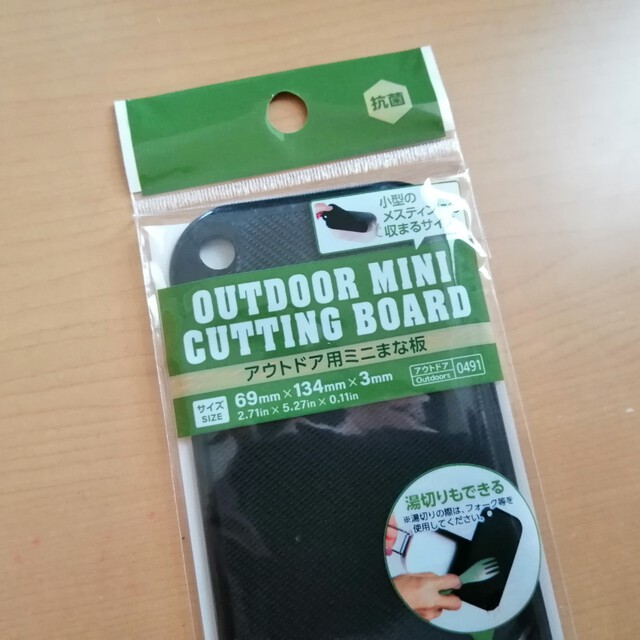 抗菌
小型の
メスティンに
収まるサイズ
OUTDOOR MINI
CUTTING BOARD
アウトドア用ミニまな板
サイズ
SIZE
69mm×134mm×3mm
2.71in×5.27in×0.11in
アウトドア
Outdoors
0491
湯切りもできる
※湯切りの際は、フォーク等を
使用してください。